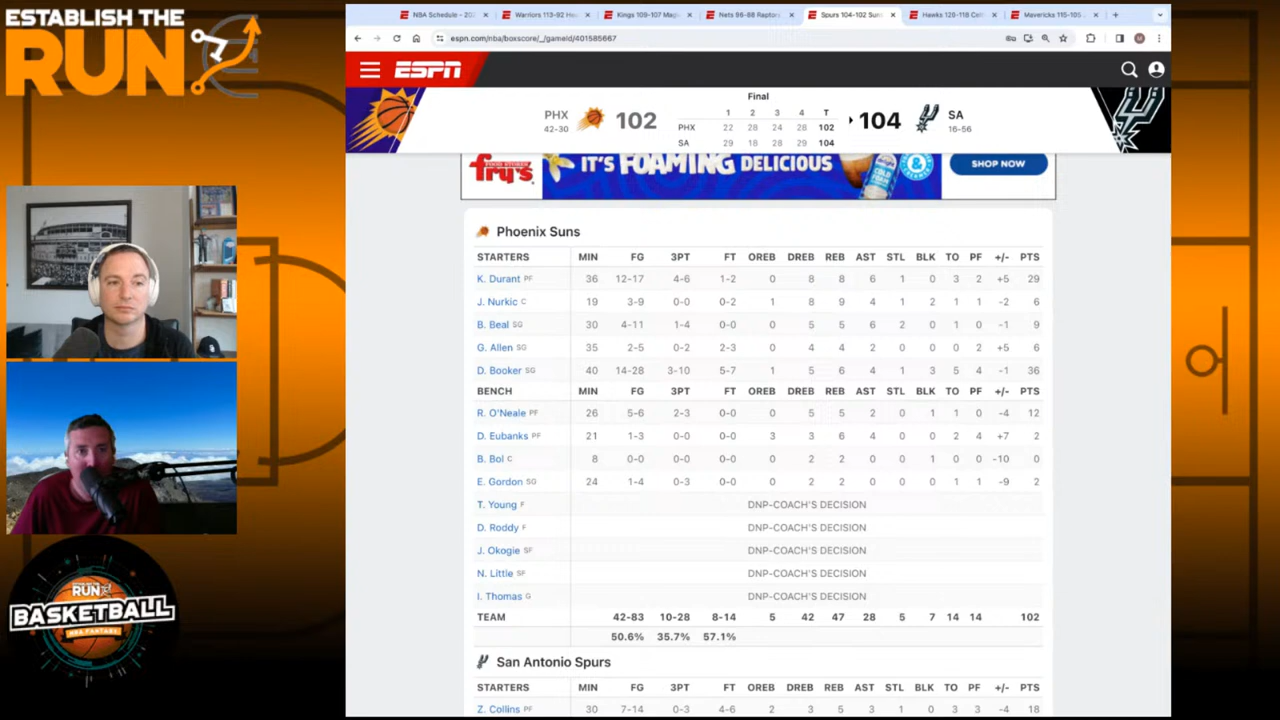 ESTABLISH THE
RUN
NBA Schedule - 202
Warriors 113-92 He
Kings 109-107 Magi
Nets 96-88 Raptors
Spurs 104-102 Suns
Hawks 120-118 Cel
Mavericks 115-105
espn.com/nba/boxscore/_/gameId/401585667
ESPN
Final
PHX 42-30 102
1 2 3 4 T
PHX 22 28 24 28 102
SA 29 18 28 29 104
104 SA 16-56
FOOD STORES
fry's
IT'S FOAMING DELICIOUS
COLD FOAM
&
SHOP NOW
Phoenix Suns
STARTERS MIN FG 3PT FT OREB DREB REB AST STL BLK TO PF +/- PTS
K. Durant PF 36 12-17 4-6 1-2 0 8 8 6 1 0 3 2 +5 29
J. Nurkic C 19 3-9 0-0 0-2 1 8 9 4 1 2 1 1 -2 6
B. Beal SG 30 4-11 1-4 0-0 0 5 5 6 2 0 1 0 -1 9
G. Allen SG 35 2-5 0-2 2-3 0 4 4 2 0 0 0 2 +5 6
D. Booker SG 40 14-28 3-10 5-7 1 5 6 4 1 3 5 4 -1 36
BENCH MIN FG 3PT FT OREB DREB REB AST STL BLK TO PF +/- PTS
R. O'Neale PF 26 5-6 2-3 0-0 0 5 5 2 0 1 1 0 -4 12
D. Eubanks PF 21 1-3 0-0 0-0 3 3 6 4 0 0 2 4 +7 2
B. Bol C 8 0-0 0-0 0-0 0 2 2 0 0 1 0 0 -10 0
E. Gordon SG 24 1-4 0-3 0-0 0 2 2 0 0 0 1 1 -9 2
T. Young F DNP-COACH'S DECISION
D. Roddy F DNP-COACH'S DECISION
J. Okogie SF DNP-COACH'S DECISION
N. Little SF DNP-COACH'S DECISION
I. Thomas G DNP-COACH'S DECISION
TEAM 42-83 10-28 8-14 5 42 47 28 5 7 14 14 102
50.6% 35.7% 57.1%
San Antonio Spurs
STARTERS MIN FG 3PT FT OREB DREB REB AST STL BLK TO PF +/- PTS
Z. Collins PF 30 7-14 0-3 4-6 2 3 5 3 1 0 3 3 -4 18
ESTABLISH THE
RUN
BASKETBALL
NBA FANTASY